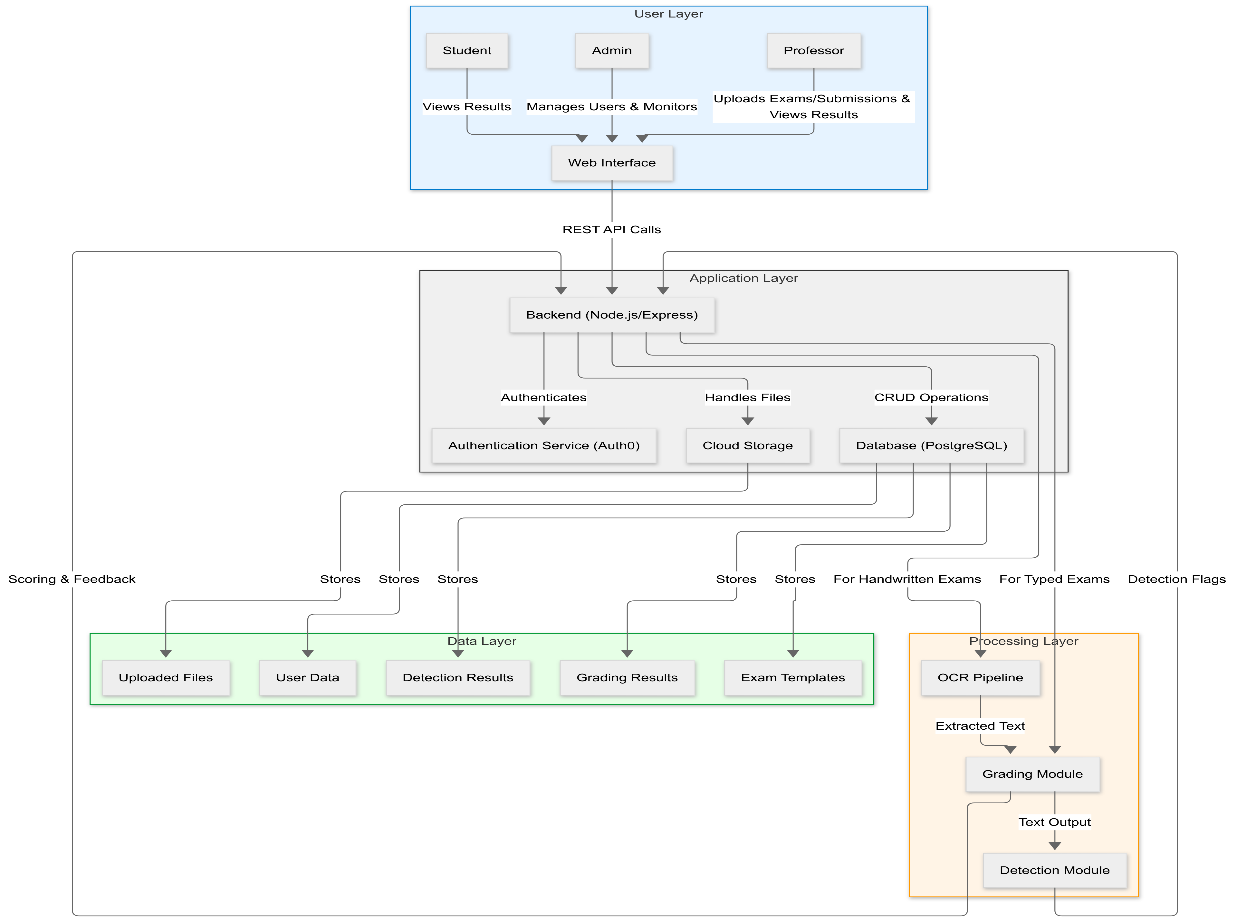 User Layer
Student
Admin
Professor
Views Results
Manages Users & Monitors
Uploads Exams/Submissions &
Views Results
Web Interface
REST API Calls
Application Layer
Backend (Node.js/Express)
Authenticates
Handles Files
CRUD Operations
Authentication Service (Auth0)
Cloud Storage
Database (PostgreSQL)
Scoring & Feedback
Stores
Stores
Stores
Stores
Stores
For Handwritten Exams
For Typed Exams
Detection Flags
Data Layer
Processing Layer
Uploaded Files
User Data
Detection Results
Grading Results
Exam Templates
OCR Pipeline
Extracted Text
Grading Module
Text Output
Detection Module